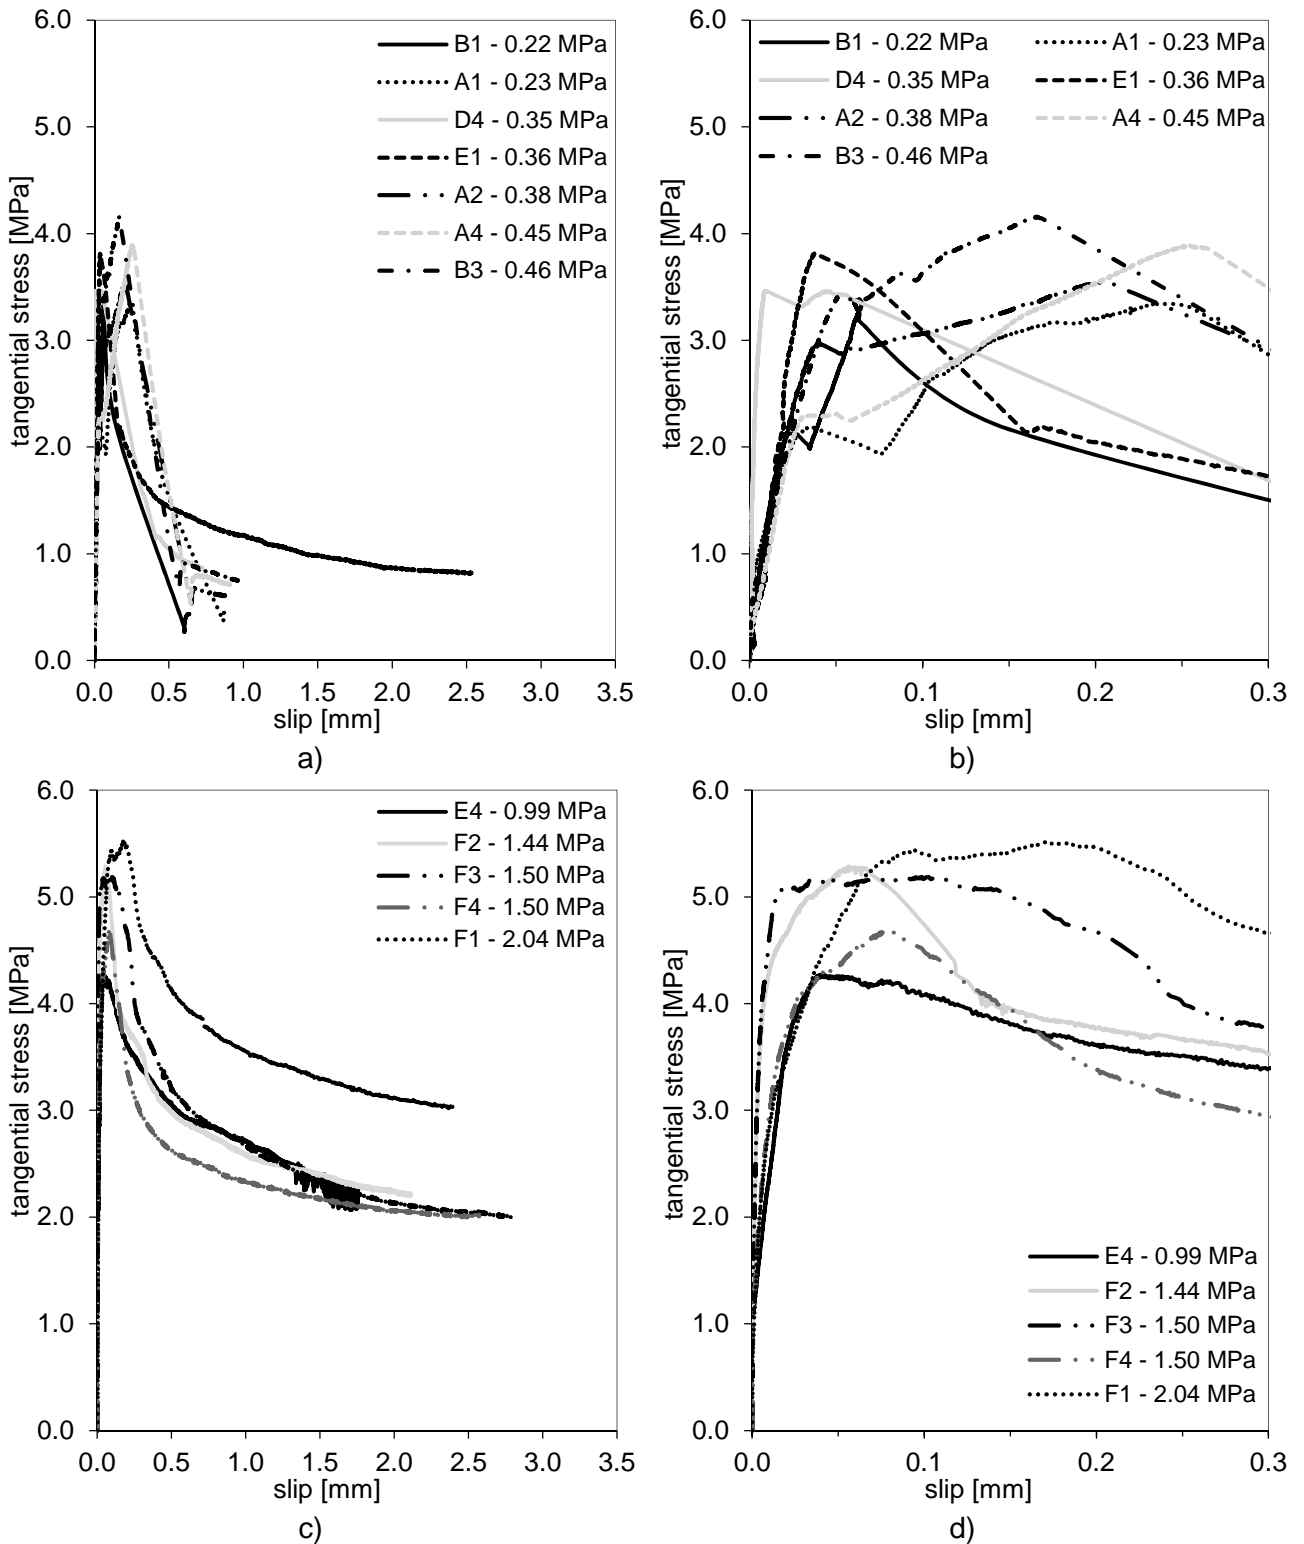 6.0
5.0
4.0
3.0
2.0
1.0
0.0
tangential stress [MPa]
B1 - 0.22 MPa
A1 - 0.23 MPa
D4 - 0.35 MPa
E1 - 0.36 MPa
A2 - 0.38 MPa
A4 - 0.45 MPa
B3 - 0.46 MPa
0.0 0.5 1.0 1.5 2.0 2.5 3.0 3.5
slip [mm]
a)
6.0
5.0
4.0
3.0
2.0
1.0
0.0
tangential stress [MPa]
B1 - 0.22 MPa A1 - 0.23 MPa
D4 - 0.35 MPa E1 - 0.36 MPa
A2 - 0.38 MPa A4 - 0.45 MPa
B3 - 0.46 MPa
0.0 0.1 0.2 0.3
slip [mm]
b)
6.0
5.0
4.0
3.0
2.0
1.0
0.0
tangential stress [MPa]
E4 - 0.99 MPa
F2 - 1.44 MPa
F3 - 1.50 MPa
F4 - 1.50 MPa
F1 - 2.04 MPa
0.0 0.5 1.0 1.5 2.0 2.5 3.0 3.5
slip [mm]
c)
6.0
5.0
4.0
3.0
2.0
1.0
0.0
tangential stress [MPa]
E4 - 0.99 MPa
F2 - 1.44 MPa
F3 - 1.50 MPa
F4 - 1.50 MPa
F1 - 2.04 MPa
0.0 0.1 0.2 0.3
slip [mm]
d)